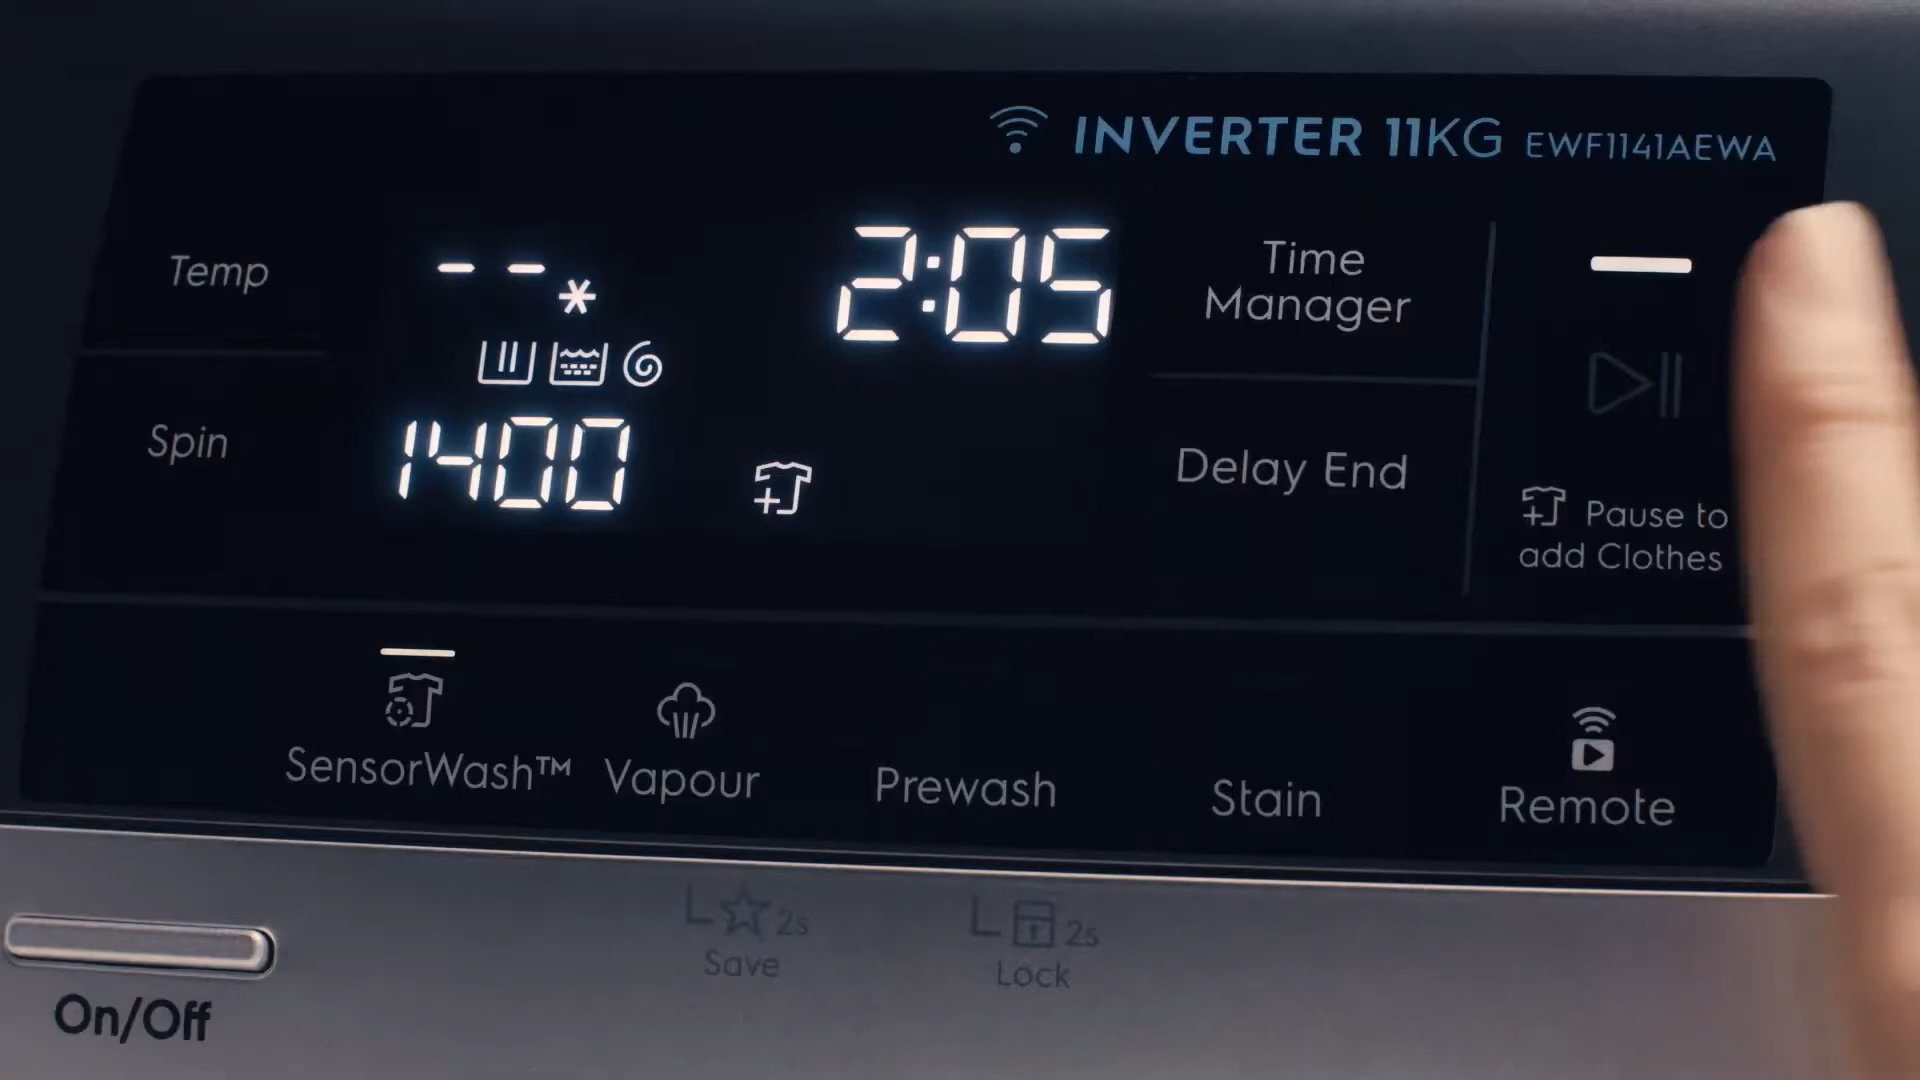 INVERTER 11KG EWF1141AEWA
Temp
--*
2:05
Time
Manager
Spin
1400
Delay End
Pause to
add Clothes
SensorWash™
Vapour
Prewash
Stain
Remote
2s
Save
2s
Lock
On/Off